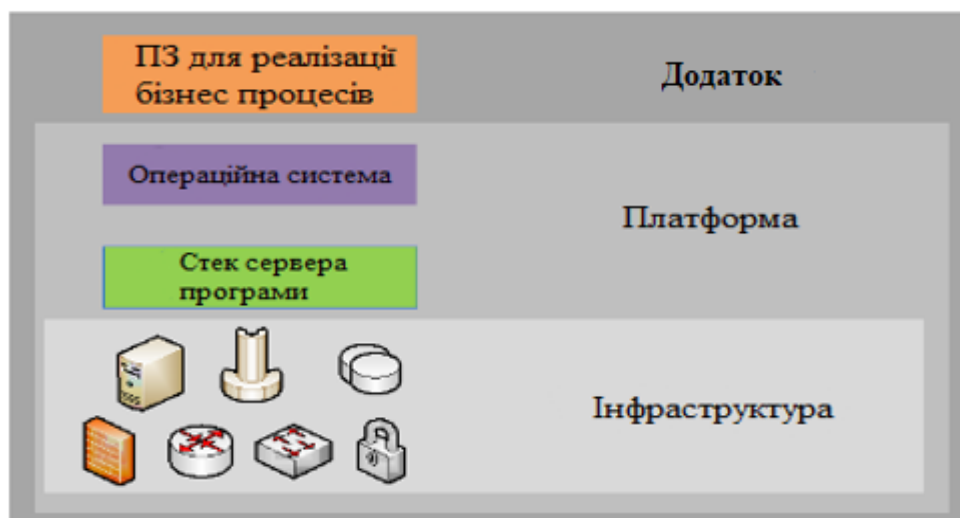 ПЗ для реалізації
бізнес процесів
Додаток
Операційна система
Платформа
Стек сервера
програми
Інфраструктура